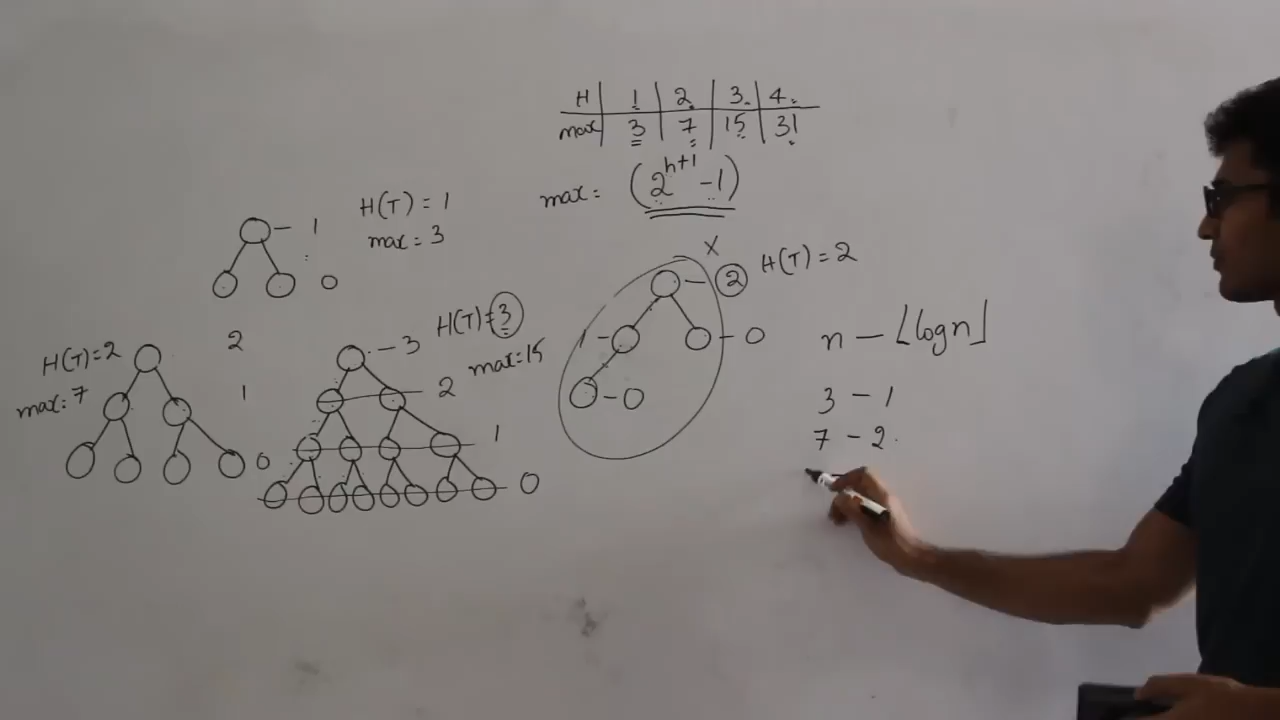 H 1 2 3 4
max 3 7 15 31
max = (2^{h+1} - 1)
- 1 H(T) = 1
max = 3
0
H(T)=2 2
max: 7 1
0
- 3 H(T)=3
2 max=15
1
0
X
- 2 H(T) = 2
1 - - 0
- 0
n - ⌊log n⌋
3 - 1
7 - 2